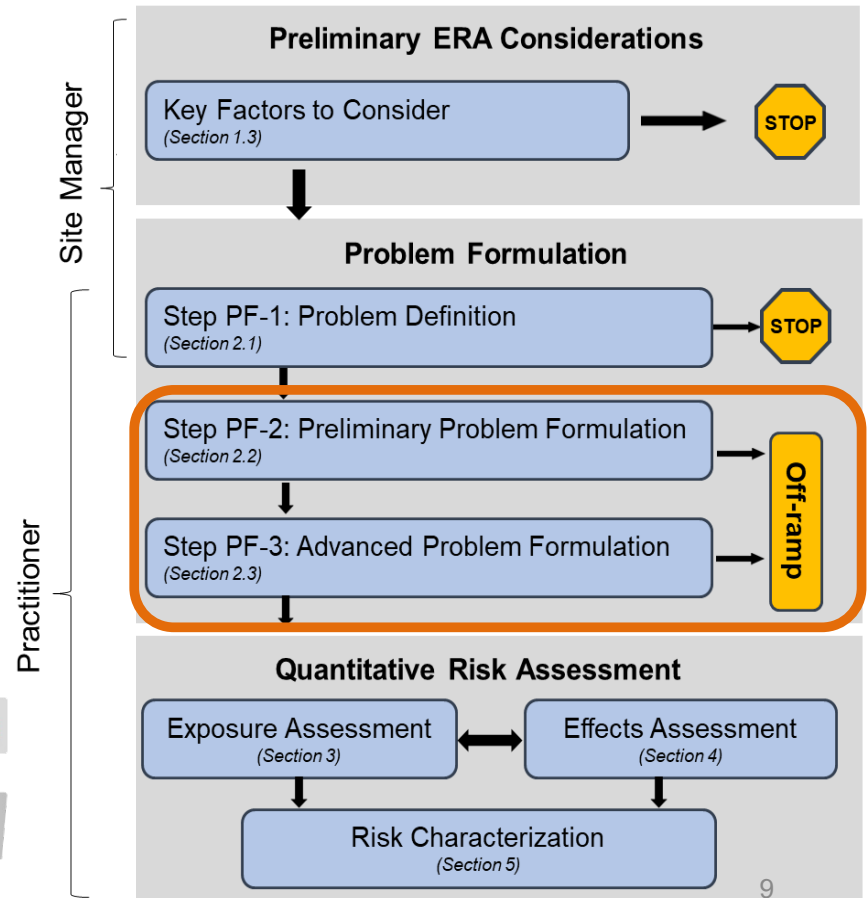 Preliminary ERA Considerations
Site Manager
Key Factors to Consider
(Section 1.3)
STOP
Problem Formulation
Step PF-1: Problem Definition
(Section 2.1)
STOP
Practitioner
Step PF-2: Preliminary Problem Formulation
(Section 2.2)
Off-ramp
Step PF-3: Advanced Problem Formulation
(Section 2.3)
Quantitative Risk Assessment
Exposure Assessment
(Section 3)
Effects Assessment
(Section 4)
Risk Characterization
(Section 5)
9